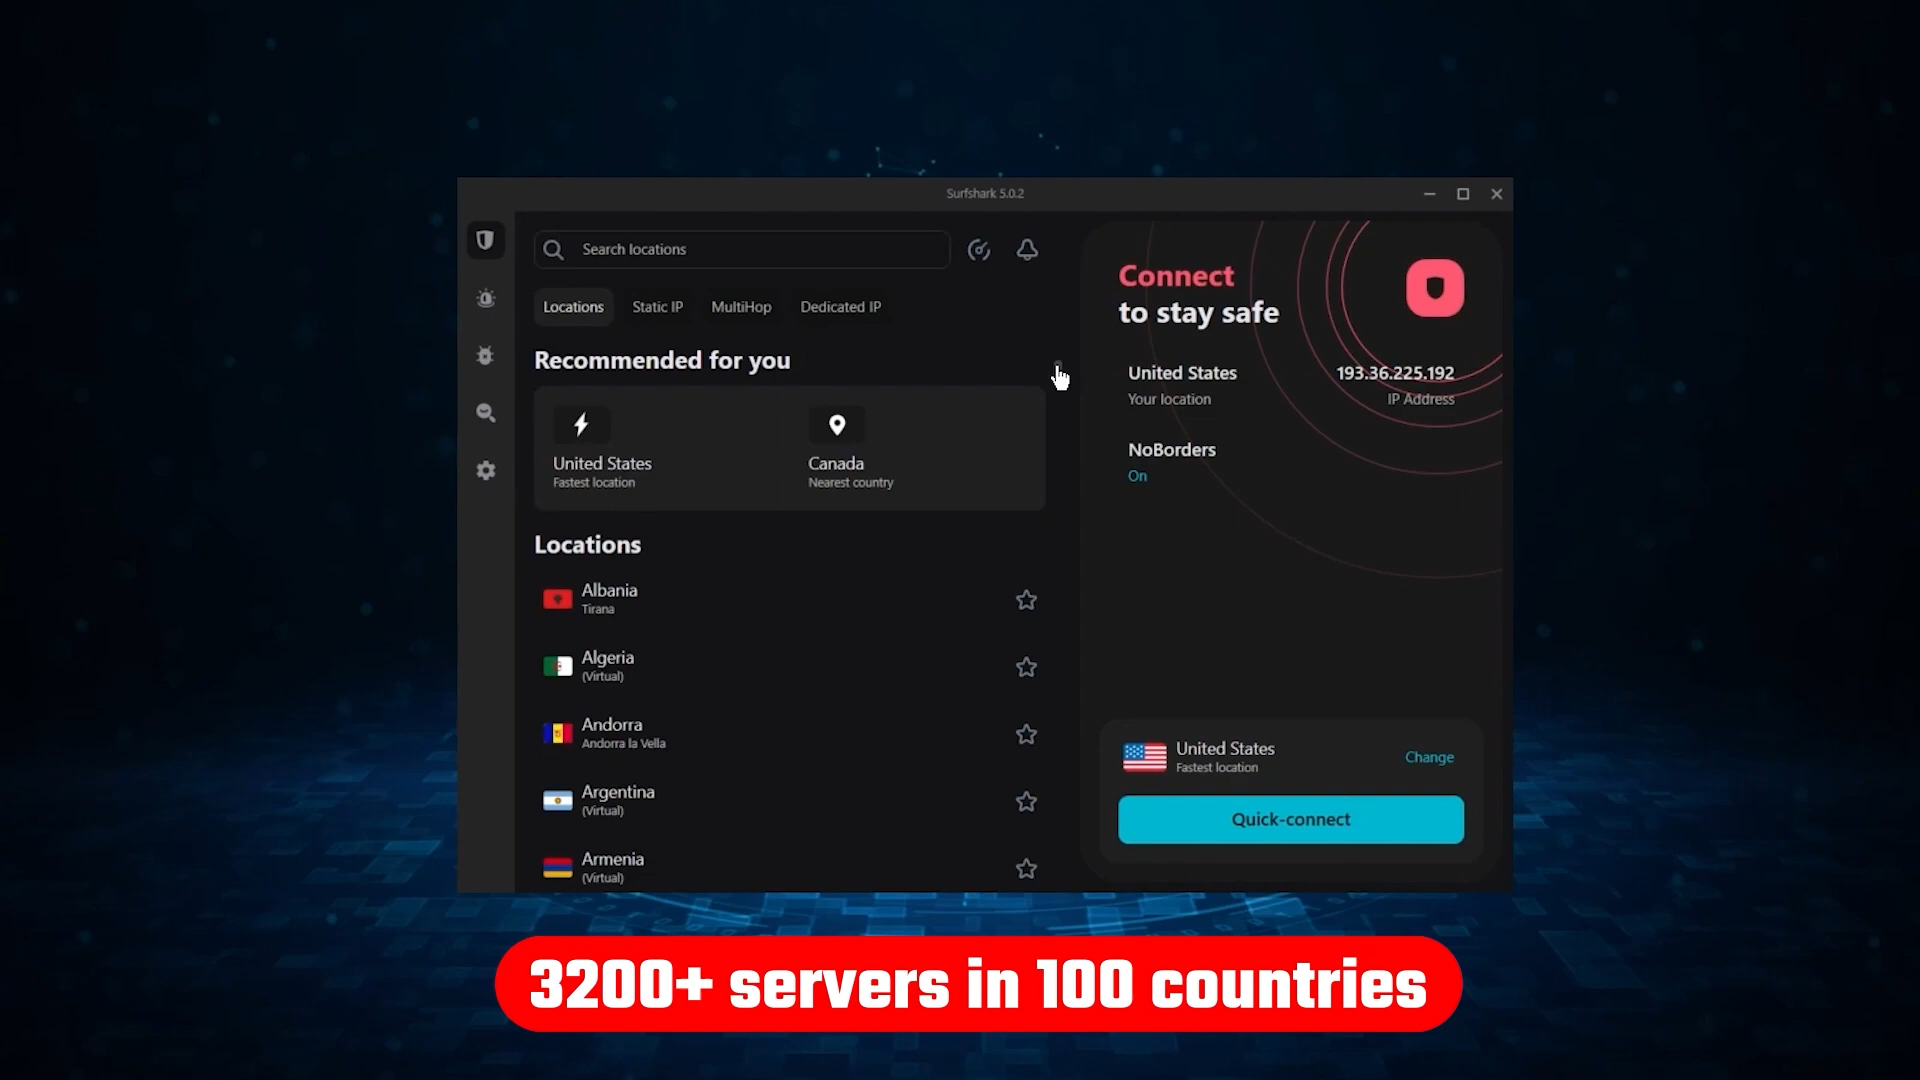 Surfshark 5.0.2
Search locations
Locations
Static IP
MultiHop
Dedicated IP
Recommended for you
United States
Fastest location
Canada
Nearest country
Locations
Albania
Tirana
Algeria
(Virtual)
Andorra
Andorra la Vella
Argentina
(Virtual)
Armenia
(Virtual)
Connect
to stay safe
United States
193.36.225.192
Your location
IP Address
NoBorders
On
United States
Fastest location
Change
Quick-connect
3200+ servers in 100 countries